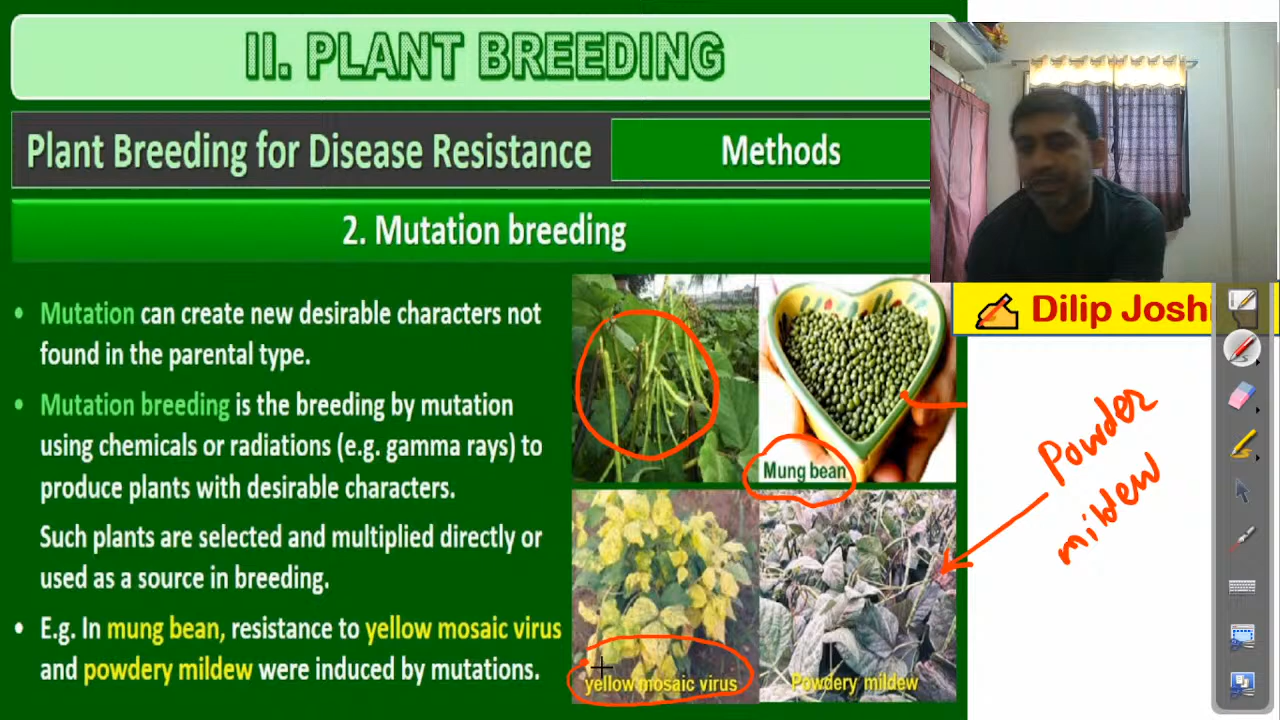 II. PLANT BREEDING
Plant Breeding for Disease Resistance
Methods
2. Mutation breeding
• Mutation can create new desirable characters not
found in the parental type.
• Mutation breeding is the breeding by mutation
using chemicals or radiations (e.g. gamma rays) to
produce plants with desirable characters.
Such plants are selected and multiplied directly or
used as a source in breeding.
• E.g. In mung bean, resistance to yellow mosaic virus
and powdery mildew were induced by mutations.
Mung bean
yellow mosaic virus
Powdery mildew
Dilip Joshi
Powder
mildew